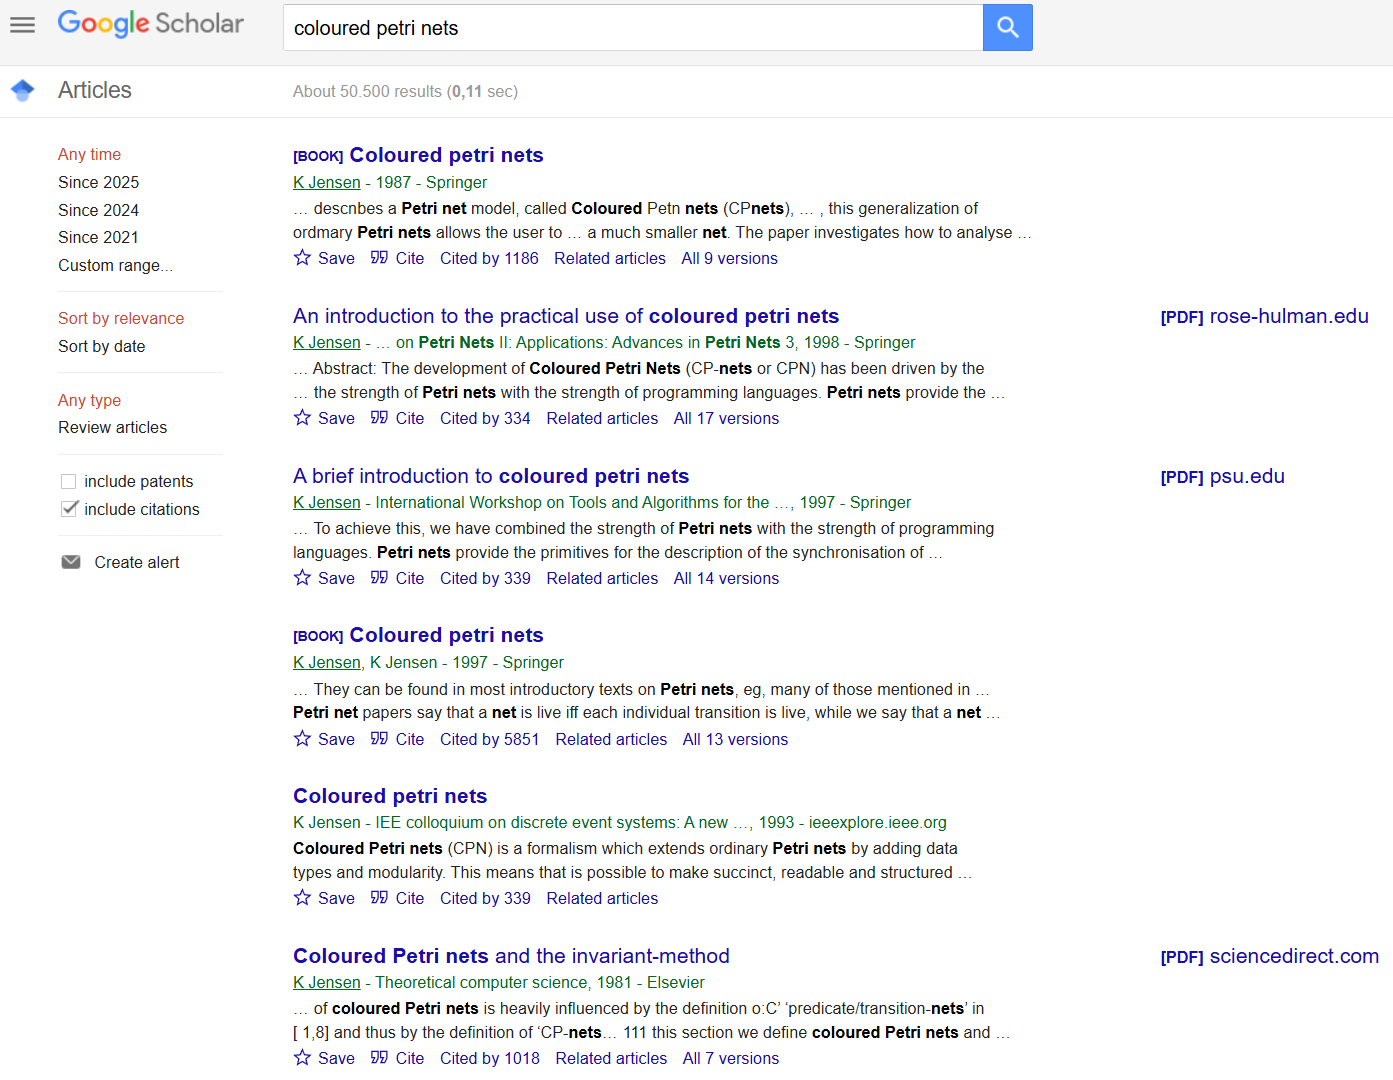 Google Scholar
coloured petri nets
Articles
About 50.500 results (0,11 sec)
Any time
Since 2025
Since 2024
Since 2021
Custom range...
Sort by relevance
Sort by date
Any type
Review articles
include patents
include citations
Create alert
[BOOK] Coloured petri nets
K Jensen - 1987 - Springer
… descnbes a Petri net model, called Coloured Petn nets (CPnets), … , this generalization of
ordmary Petri nets allows the user to … a much smaller net. The paper investigates how to analyse …
Save Cite Cited by 1186 Related articles All 9 versions
An introduction to the practical use of coloured petri nets
[PDF] rose-hulman.edu
K Jensen - … on Petri Nets II: Applications: Advances in Petri Nets 3, 1998 - Springer
… Abstract: The development of Coloured Petri Nets (CP-nets or CPN) has been driven by the
… the strength of Petri nets with the strength of programming languages. Petri nets provide the …
Save Cite Cited by 334 Related articles All 17 versions
A brief introduction to coloured petri nets
[PDF] psu.edu
K Jensen - International Workshop on Tools and Algorithms for the …, 1997 - Springer
… To achieve this, we have combined the strength of Petri nets with the strength of programming
languages. Petri nets provide the primitives for the description of the synchronisation of …
Save Cite Cited by 339 Related articles All 14 versions
[BOOK] Coloured petri nets
K Jensen, K Jensen - 1997 - Springer
… They can be found in most introductory texts on Petri nets, eg, many of those mentioned in …
Petri net papers say that a net is live iff each individual transition is live, while we say that a net …
Save Cite Cited by 5851 Related articles All 13 versions
Coloured petri nets
K Jensen - IEE colloquium on discrete event systems: A new …, 1993 - ieeexplore.ieee.org
Coloured Petri nets (CPN) is a formalism which extends ordinary Petri nets by adding data
types and modularity. This means that is possible to make succinct, readable and structured …
Save Cite Cited by 339 Related articles
Coloured Petri nets and the invariant-method
[PDF] sciencedirect.com
K Jensen - Theoretical computer science, 1981 - Elsevier
… of coloured Petri nets is heavily influenced by the definition o:C’ ‘predicate/transition-nets’ in
[ 1,8] and thus by the definition of ‘CP-nets… 111 this section we define coloured Petri nets and …
Save Cite Cited by 1018 Related articles All 7 versions